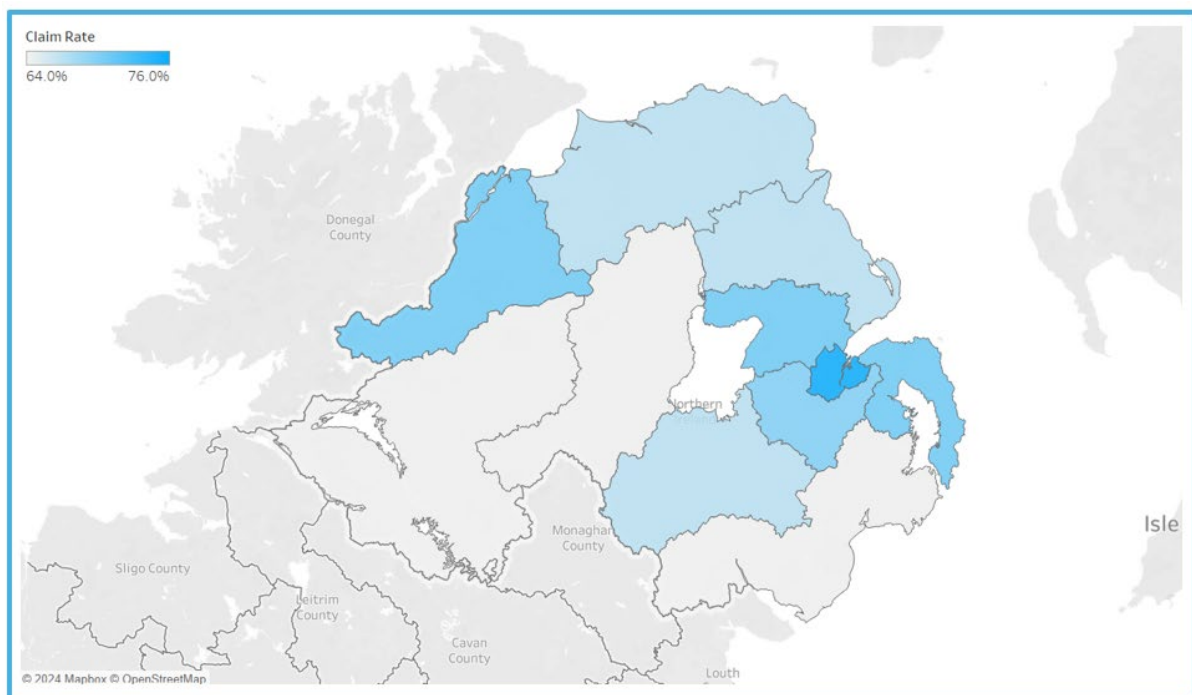 Claim Rate
64.0% 76.0%
Donegal
County
Northern
Isle
Monaghan
County
Sligo County
Leitrim
County
Cavan
County
Louth
© 2024 Mapbox © OpenStreetMap